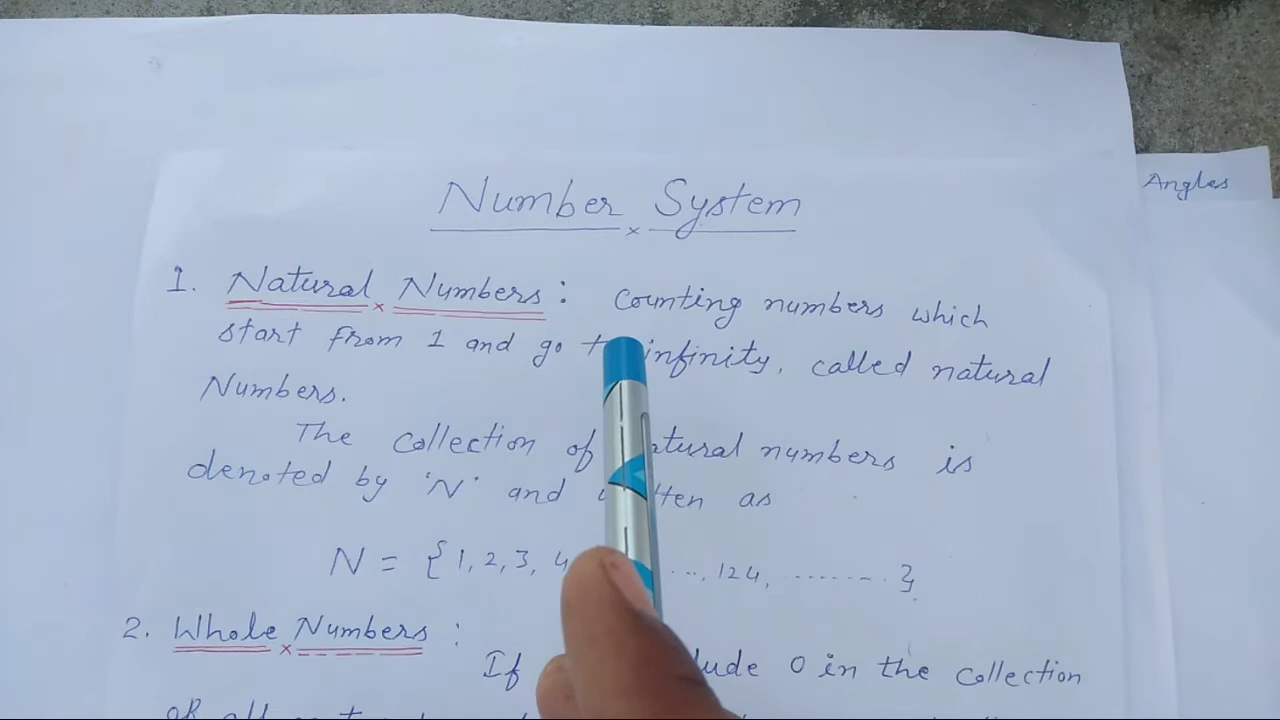 Number System
Angles
1. Natural Numbers : Counting numbers which
start from 1 and go infinity, called natural
Numbers.
The collection of numbers is
denoted by 'N' and as
N = {1, 2, 3, 4 ..., 124, ........ }
2. Whole Numbers :
If 0 in the collection